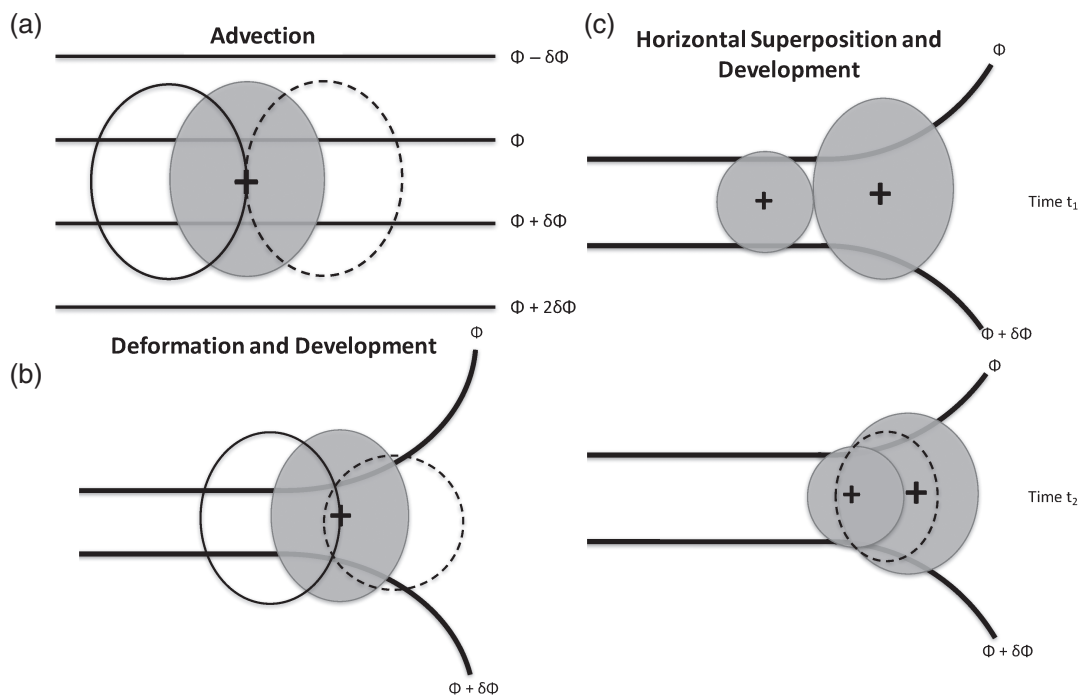 (a)
Advection
Φ – δΦ
Φ
Φ + δΦ
Φ + 2δΦ
(b)
Deformation and Development
Φ
Φ + δΦ
(c)
Horizontal Superposition and
Development
Φ
Time t₁
Φ + δΦ
Φ
Time t₂
Φ + δΦ